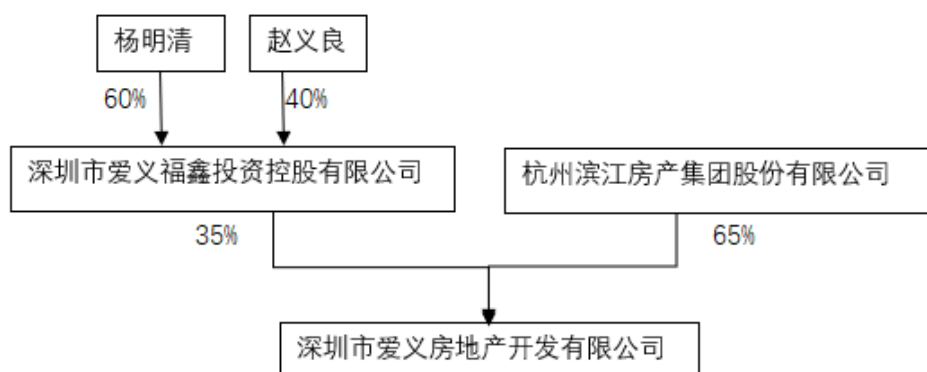 杨明清
赵义良
60%
40%
深圳市爱义福鑫投资控股有限公司
杭州滨江房产集团股份有限公司
35%
65%
深圳市爱义房地产开发有限公司